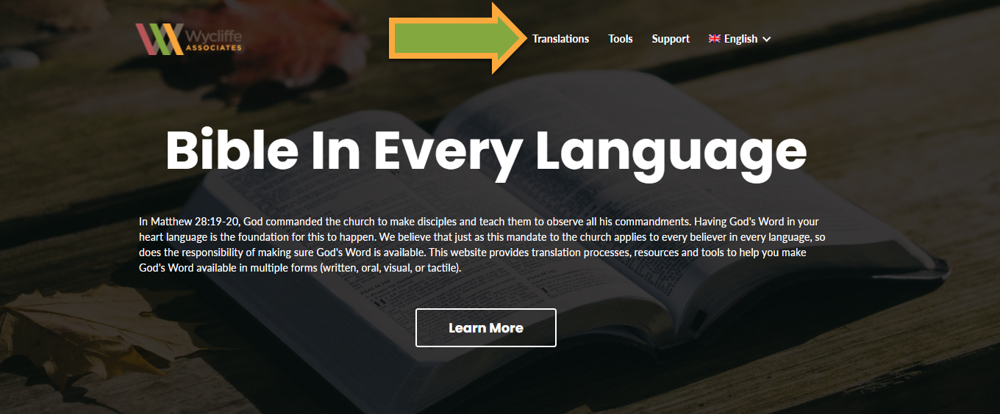 Wycliffe
ASSOCIATES
Translations Tools Support English
Bible In Every Language
In Matthew 28:19-20, God commanded the church to make disciples and teach them to observe all his commandments. Having God's Word in your
heart language is the foundation for this to happen. We believe that just as this mandate to the church applies to every believer in every language, so
does the responsibility of making sure God's Word is available. This website provides translation processes, resources and tools to help you make
God's Word available in multiple forms (written, oral, visual, or tactile).
Learn More